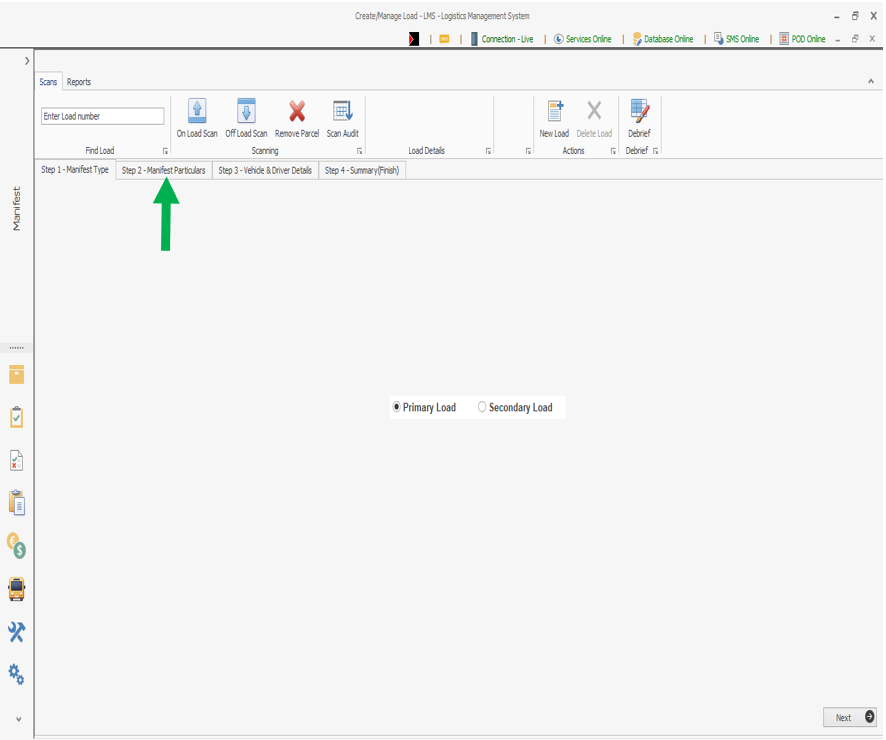 Create/Manage Load - LMS - Logistics Management System
Connection - Live | Services Online | Database Online | SMS Online | POD Online
Scans Reports
Enter Load number
On Load Scan Off Load Scan Remove Parcel Scan Audit New Load Delete Load Debrief
Find Load Scanning Load Details Actions Debrief
Step 1 - Manifest Type Step 2 - Manifest Particulars Step 3 - Vehicle & Driver Details Step 4 - Summary(Finish)
Manifest
Primary Load Secondary Load
Next